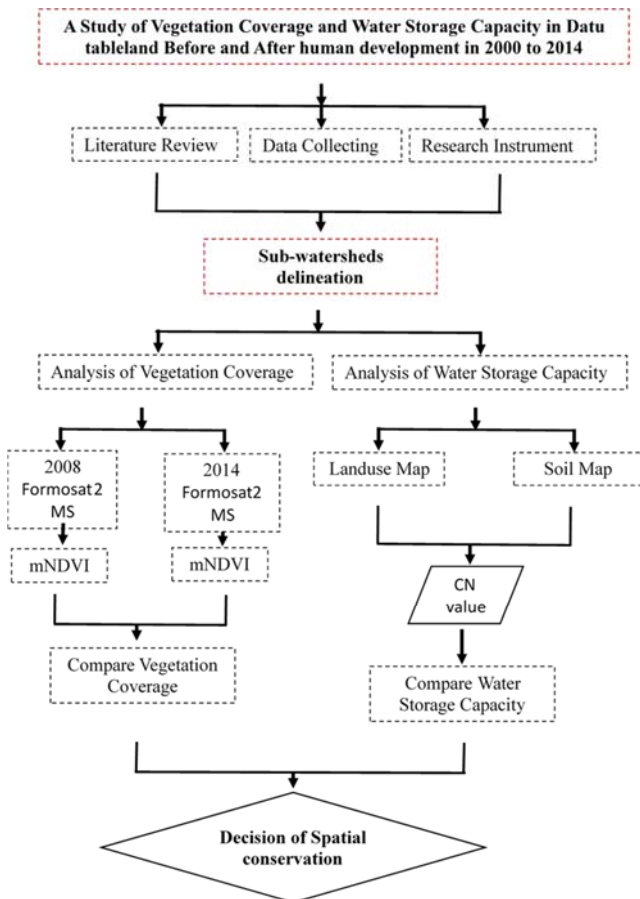 A Study of Vegetation Coverage and Water Storage Capacity in Datu
tableland Before and After human development in 2000 to 2014
Literature Review
Data Collecting
Research Instrument
Sub-watersheds
delineation
Analysis of Vegetation Coverage
Analysis of Water Storage Capacity
2008
Formosat2
MS
2014
Formosat2
MS
Landuse Map
Soil Map
mNDVI
mNDVI
CN
value
Compare Vegetation
Coverage
Compare Water
Storage Capacity
Decision of Spatial
conservation